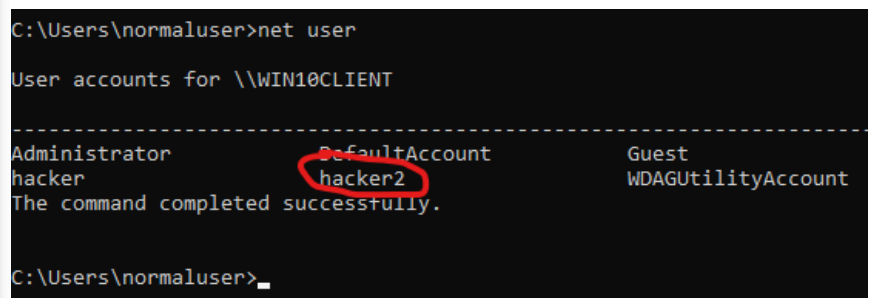 C:\Users\normaluser>net user
User accounts for \\WIN10CLIENT
-------------------------------------------------------------------------------
Administrator            DefaultAccount           Guest
hacker                   hacker2                  WDAGUtilityAccount
The command completed successfully.
C:\Users\normaluser>_